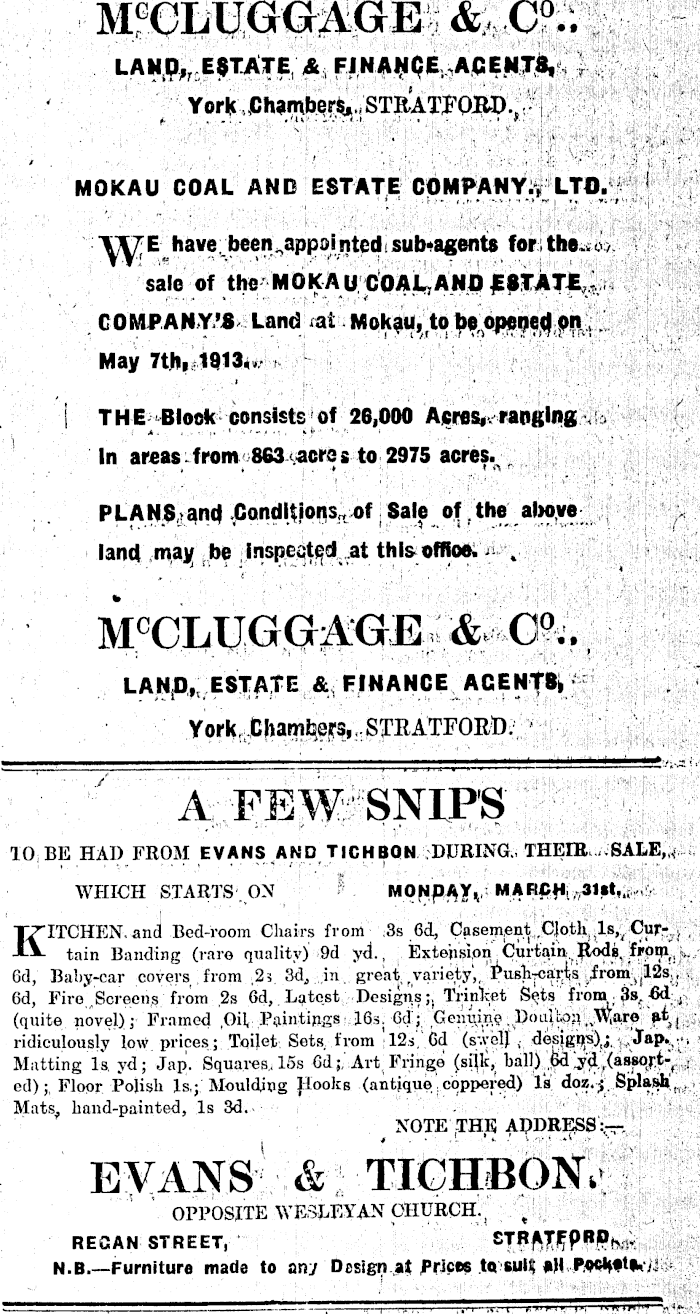 McCLUGGAGE & Co.,
LAND, ESTATE & FINANCE AGENTS,
York Chambers, STRATFORD.
MOKAU COAL AND ESTATE COMPANY., LTD.
WE have been appointed sub-agents for the
sale of the MOKAU COAL AND ESTATE
COMPANY'S Land at Mokau, to be opened on
May 7th, 1913.
THE Block consists of 26,000 Acres, ranging
in areas from 863 acres to 2975 acres.
PLANS and Conditions of Sale of the above
land may be inspected at this office.
McCLUGGAGE & Co.,
LAND, ESTATE & FINANCE AGENTS,
York Chambers, STRATFORD.
A FEW SNIPS
TO BE HAD FROM EVANS AND TICHBON DURING THEIR SALE,
WHICH STARTS ON MONDAY, MARCH 31st,
KITCHEN and Bed-room Chairs from 3s 6d, Casement Cloth 1s, Cur-
tain Banding (rare quality) 9d yd., Extension Curtain Rods from
6d, Baby-car covers from 2s 3d, in great variety, Push-carts from 12s
6d, Fire Screens from 2s 6d, Latest Designs; Trinket Sets from 3s 6d
(quite novel); Framed Oil Paintings 16s 6d; Genuine Doulton Ware at
ridiculously low prices; Toilet Sets from 12s 6d (swell designs); Jap.
Matting 1s yd; Jap. Squares 15s 6d; Art Fringe (silk, ball) 6d yd (assort-
ed); Floor Polish 1s.; Moulding Hooks (antique coppered) 1s doz.; Splash
Mats, hand-painted, 1s 3d.
NOTE THE ADDRESS:—
EVANS & TICHBON.
OPPOSITE WESLEYAN CHURCH.
REGAN STREET, STRATFORD.
N.B.—Furniture made to any Design at Prices to suit all Pockets.